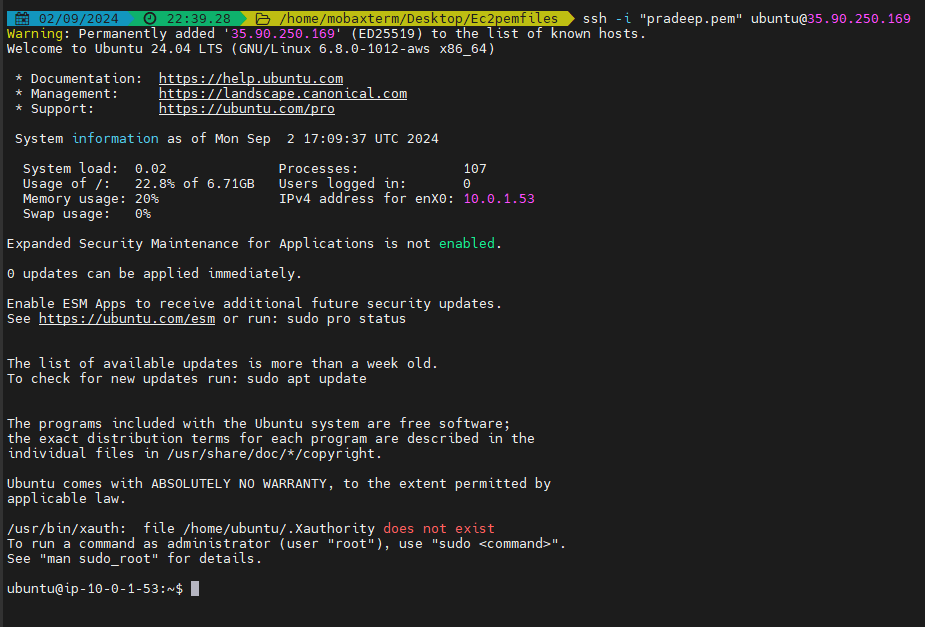 02/09/2024 22:39.28 /home/mobaxterm/Desktop/Ec2pemfiles ssh -i "pradeep.pem" ubuntu@35.90.250.169
Warning: Permanently added '35.90.250.169' (ED25519) to the list of known hosts.
Welcome to Ubuntu 24.04 LTS (GNU/Linux 6.8.0-1012-aws x86_64)

 * Documentation:  https://help.ubuntu.com
 * Management:     https://landscape.canonical.com
 * Support:        https://ubuntu.com/pro

 System information as of Mon Sep  2 17:09:37 UTC 2024

  System load:  0.02              Processes:             107
  Usage of /:   22.8% of 6.71GB   Users logged in:       0
  Memory usage: 20%               IPv4 address for enX0: 10.0.1.53
  Swap usage:   0%

Expanded Security Maintenance for Applications is not enabled.

0 updates can be applied immediately.

Enable ESM Apps to receive additional future security updates.
See https://ubuntu.com/esm or run: sudo pro status

The list of available updates is more than a week old.
To check for new updates run: sudo apt update

The programs included with the Ubuntu system are free software;
the exact distribution terms for each program are described in the
individual files in /usr/share/doc/*/copyright.

Ubuntu comes with ABSOLUTELY NO WARRANTY, to the extent permitted by
applicable law.

/usr/bin/xauth:  file /home/ubuntu/.Xauthority does not exist
To run a command as administrator (user "root"), use "sudo <command>".
See "man sudo_root" for details.

ubuntu@ip-10-0-1-53:~$